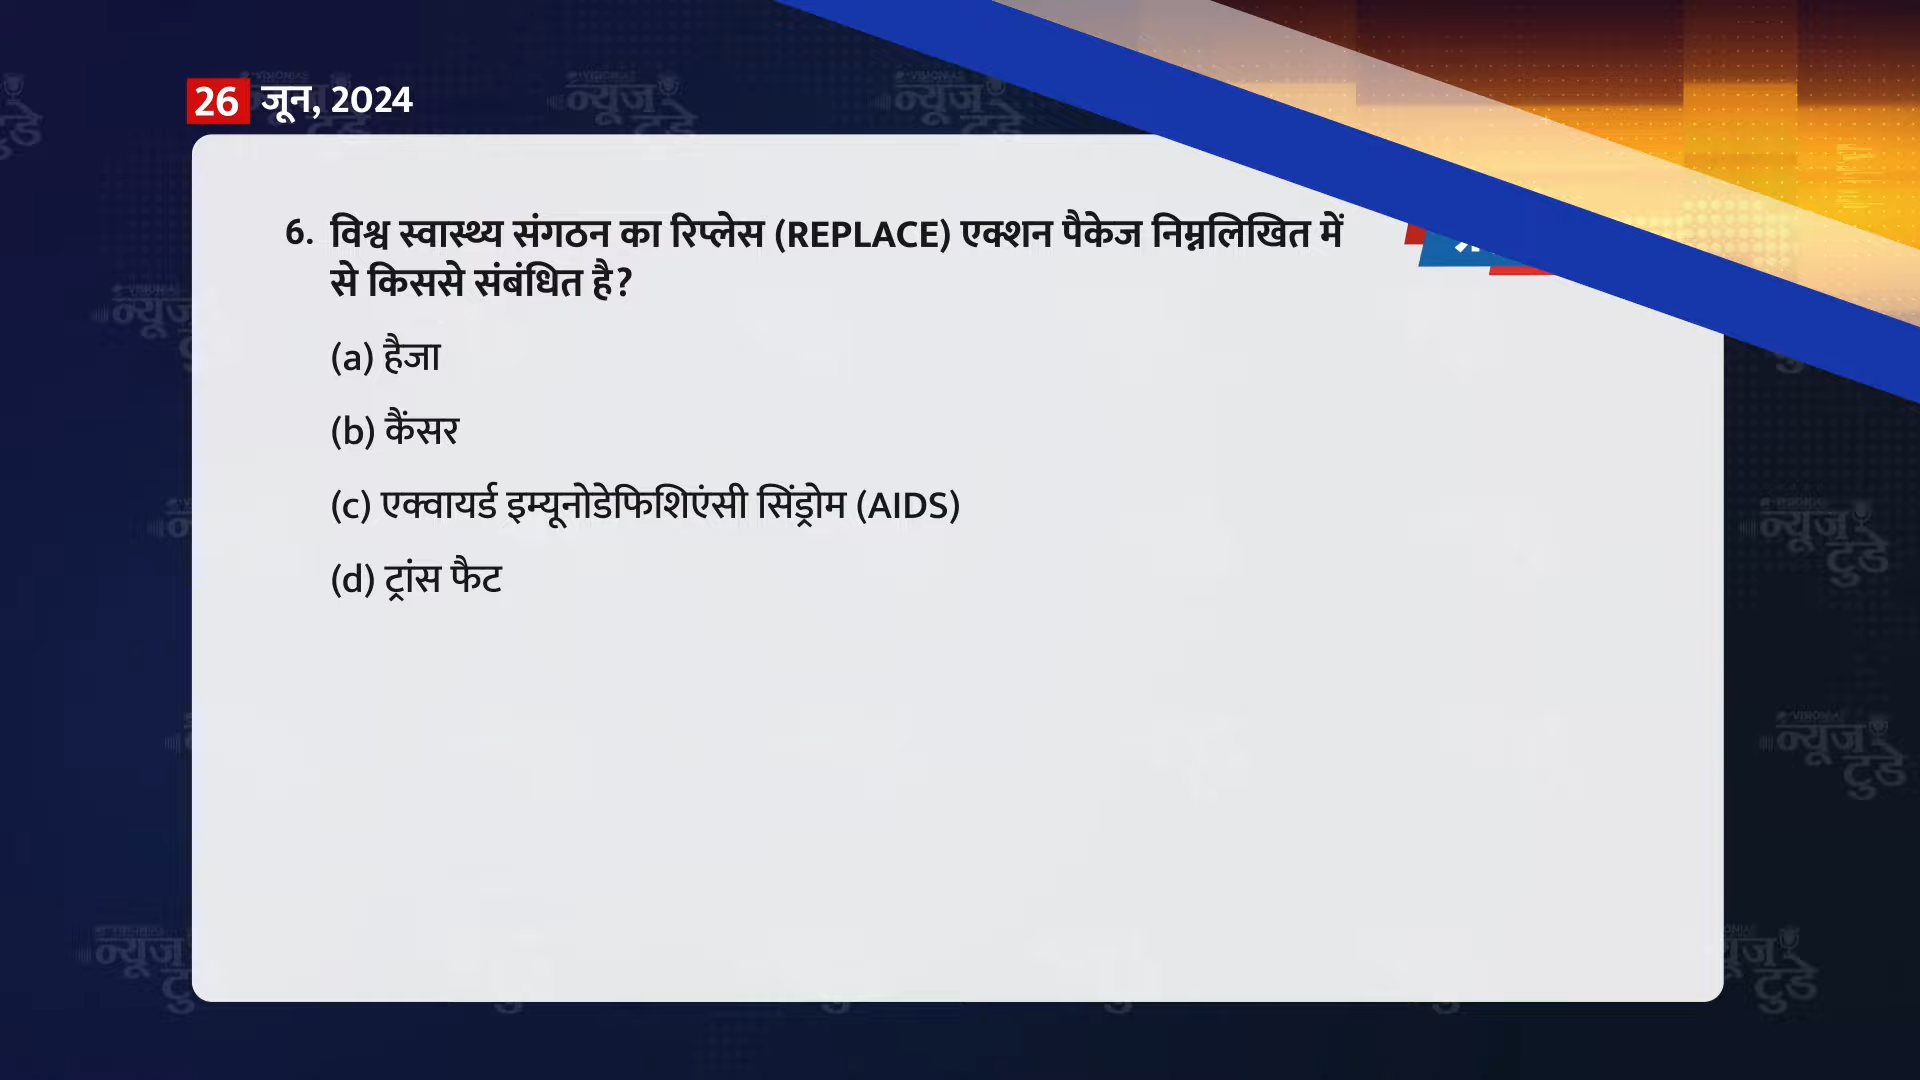 26 जून, 2024
6. विश्व स्वास्थ्य संगठन का रिप्लेस (REPLACE) एक्शन पैकेज निम्नलिखित में
से किससे संबंधित है?
(a) हैजा
(b) कैंसर
(c) एक्वायर्ड इम्यूनोडेफिशिएंसी सिंड्रोम (AIDS)
(d) ट्रांस फैट